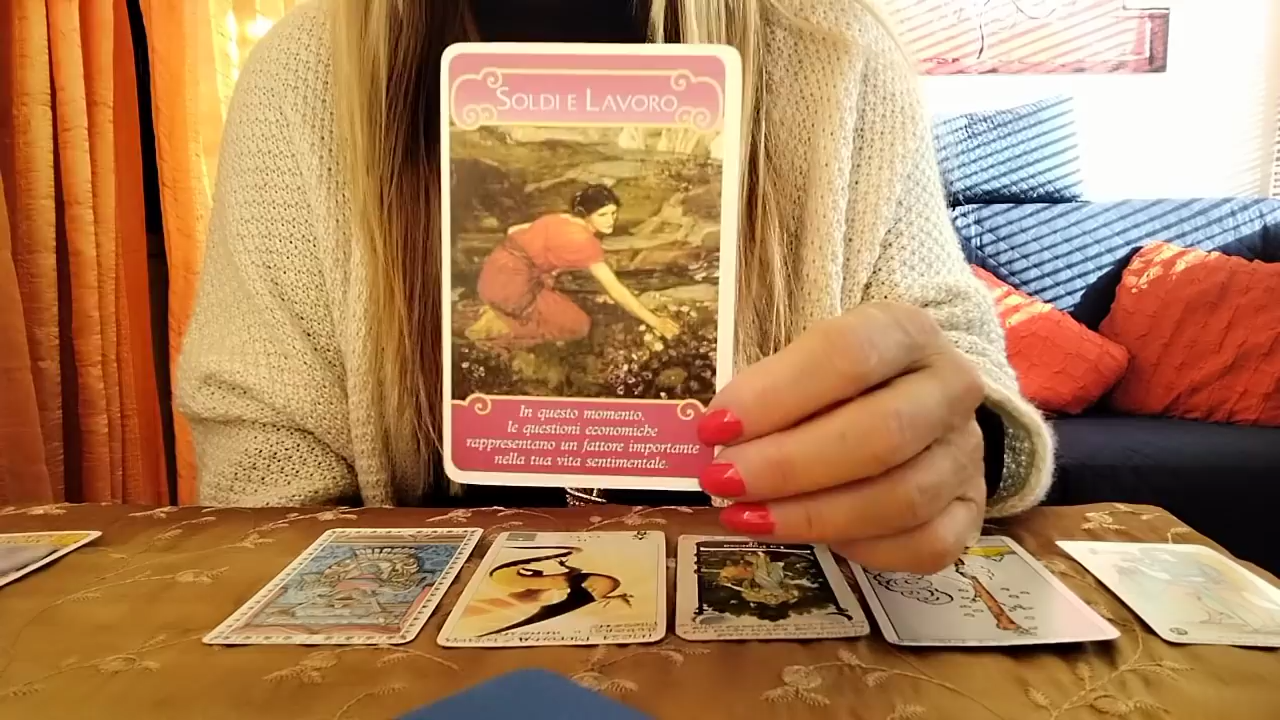 SOLDI E LAVORO
In questo momento,
le questioni economiche
rappresentano un fattore importante
nella tua vita sentimentale.